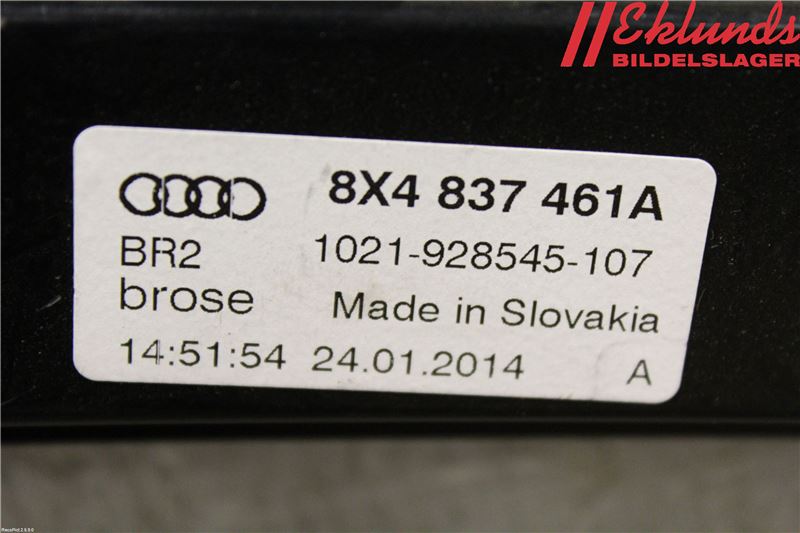 Eklunds
BILDELSLAGER
8X4 837 461A
BR2 1021-928545-107
brose Made in Slovakia
14:51:54 24.01.2014 A